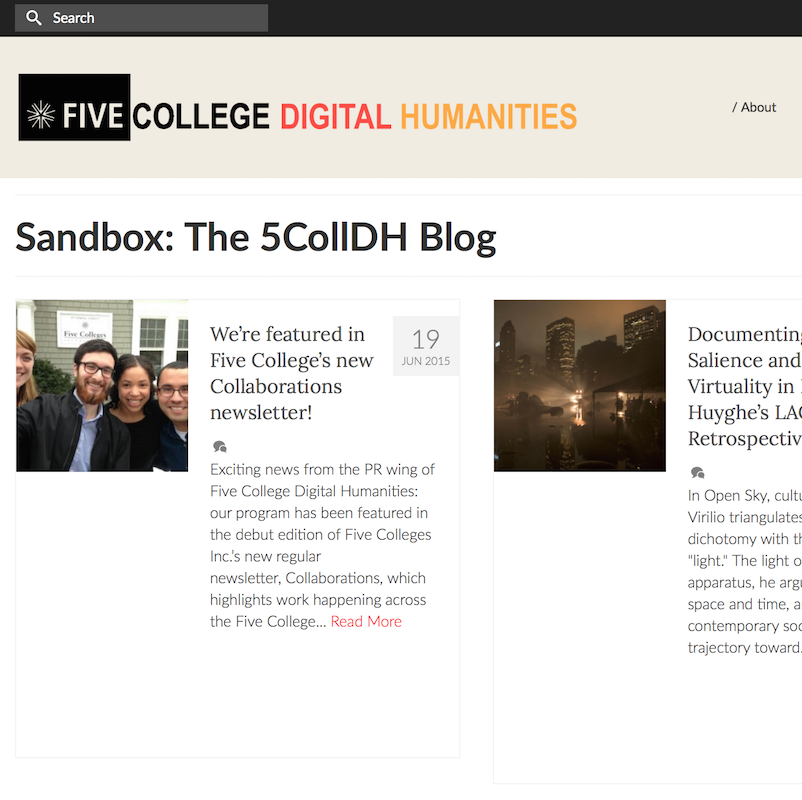 Search
FIVE COLLEGE DIGITAL HUMANITIES
/ About
Sandbox: The 5CollDH Blog
Five Colleges
We're featured in
Five College's new
Collaborations
newsletter!
19
JUN 2015
Exciting news from the PR wing of
Five College Digital Humanities:
our program has been featured in
the debut edition of Five Colleges
Inc.'s new regular
newsletter, Collaborations, which
highlights work happening across
the Five College... Read More
Documenting
Salience and
Virtuality in
Huyghe's
Retrospectiv
In Open Sky, cultu
Virilio triangulates
dichotomy with th
"light." The light o
apparatus, he argu
space and time, a
contemporary soc
trajectory toward.